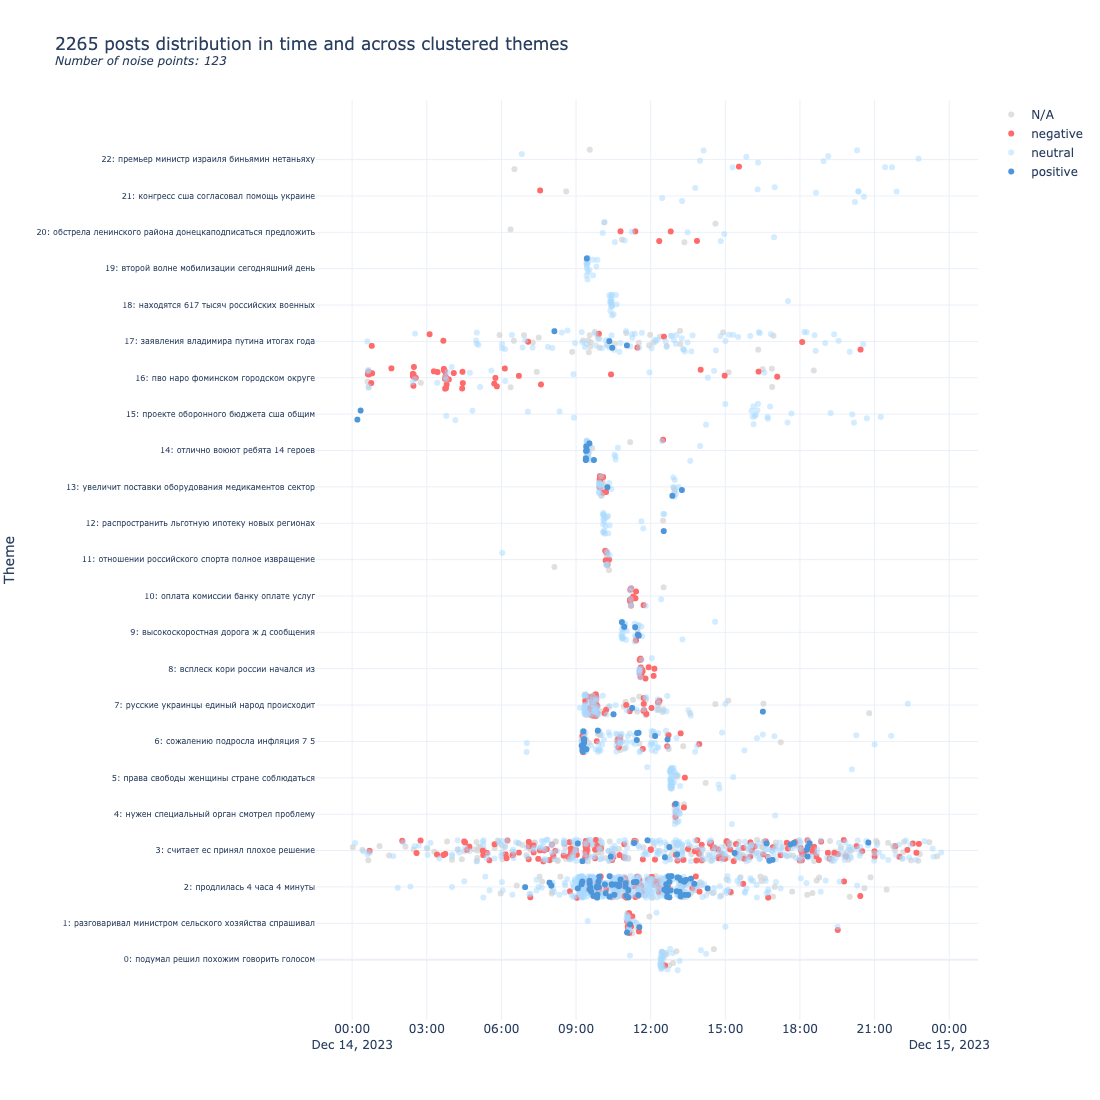 2265 posts distribution in time and across clustered themes
Number of noise points: 123
N/A
negative
neutral
positive
22: премьер министр израиля биньямин нетаньяху
21: конгресс сша согласовал помощь украине
20: обстрела ленинского района донецкаподписаться предложить
19: второй волне мобилизации сегодняшний день
18: находятся 617 тысяч российских военных
17: заявления владимира путина итогах года
16: пво наро фоминском городском округе
15: проекте оборонного бюджета сша общим
14: отлично воюют ребята 14 героев
13: увеличит поставки оборудования медикаментов сектор
12: распространить льготную ипотеку новых регионах
11: отношении российского спорта полное извращение
10: оплата комиссии банку оплате услуг
9: высокоскоростная дорога ж д сообщения
8: всплеск кори россии начался из
7: русские украинцы единый народ происходит
6: сожалению подросла инфляция 7 5
5: права свободы женщины стране соблюдаться
4: нужен специальный орган смотрел проблему
3: считает ес принял плохое решение
2: продлилась 4 часа 4 минуты
1: разговаривал министром сельского хозяйства спрашивал
0: подумал решил похожим говорить голосом
Theme
00:00 03:00 06:00 09:00 12:00 15:00 18:00 21:00 00:00
Dec 14, 2023 Dec 15, 2023